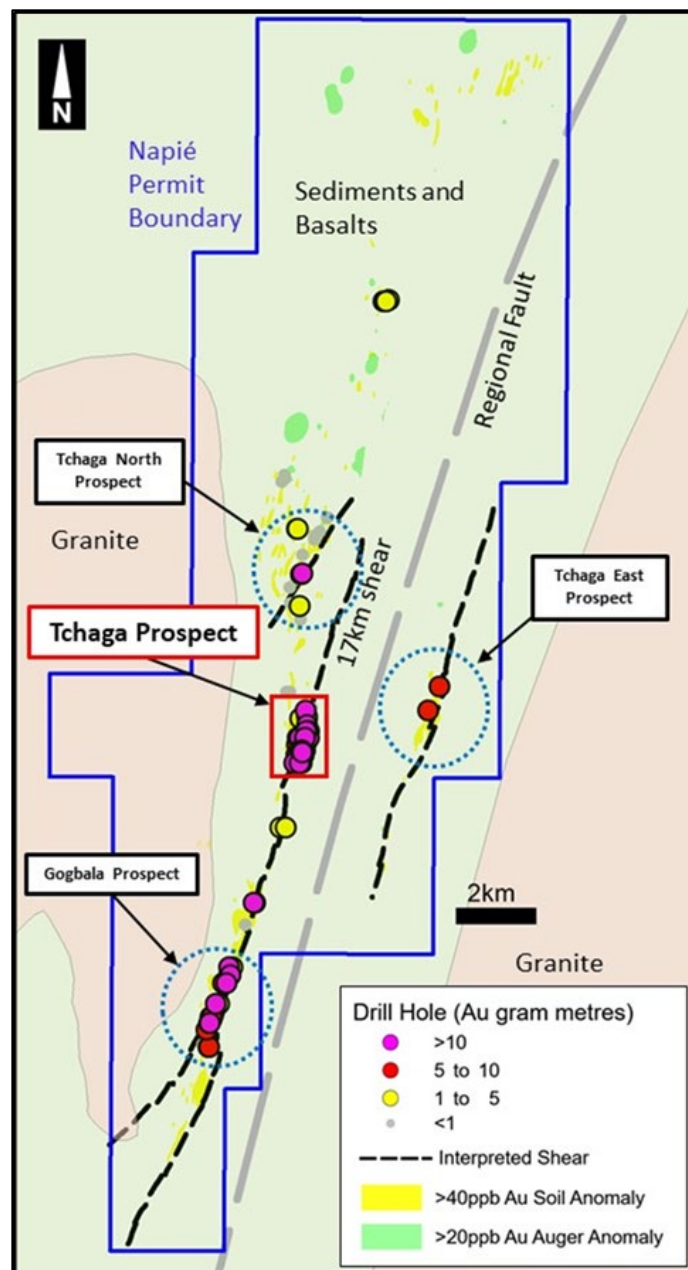 N
Napié
Permit
Boundary
Sediments and
Basalts
Regional Fault
Tchaga North
Prospect
Granite
17km shear
Tchaga East
Prospect
Tchaga Prospect
Gogbala Prospect
2km
Granite
Drill Hole (Au gram metres)
>10
5 to 10
1 to 5
<1
Interpreted Shear
>40ppb Au Soil Anomaly
>20ppb Au Auger Anomaly